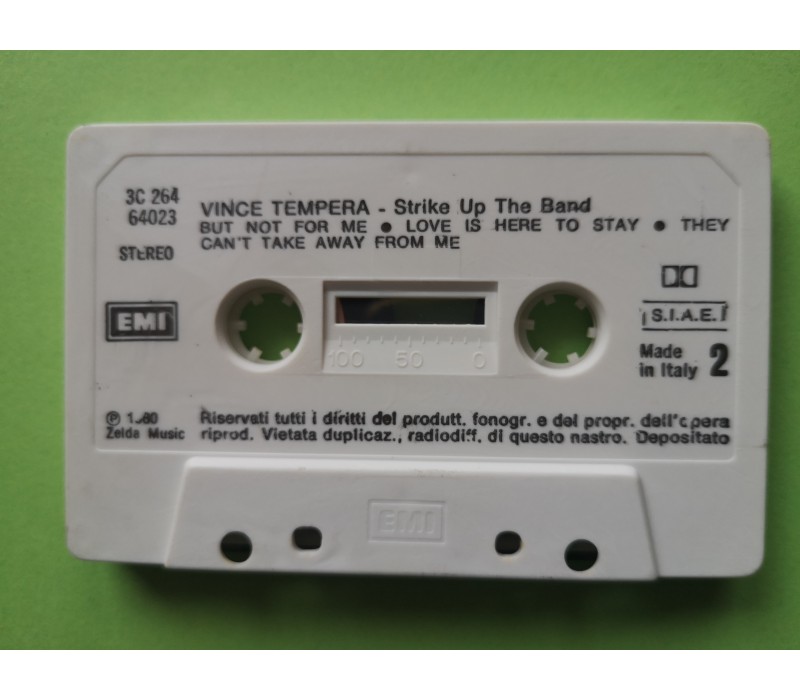 3C 264
64023
STEREO
VINCE TEMPERA - Strike Up The Band
BUT NOT FOR ME ● LOVE IS HERE TO STAY ● THEY
CAN'T TAKE AWAY FROM ME
EMI
100 50 0
S.I.A.E.
Made
in Italy 2
℗
Zelda Music
Riservati tutti i diritti del produtt. fonogr. e del propr. dell'opera
riprod. Vietata duplicaz., radiodiff. di questo nastro. Depositato
EMI